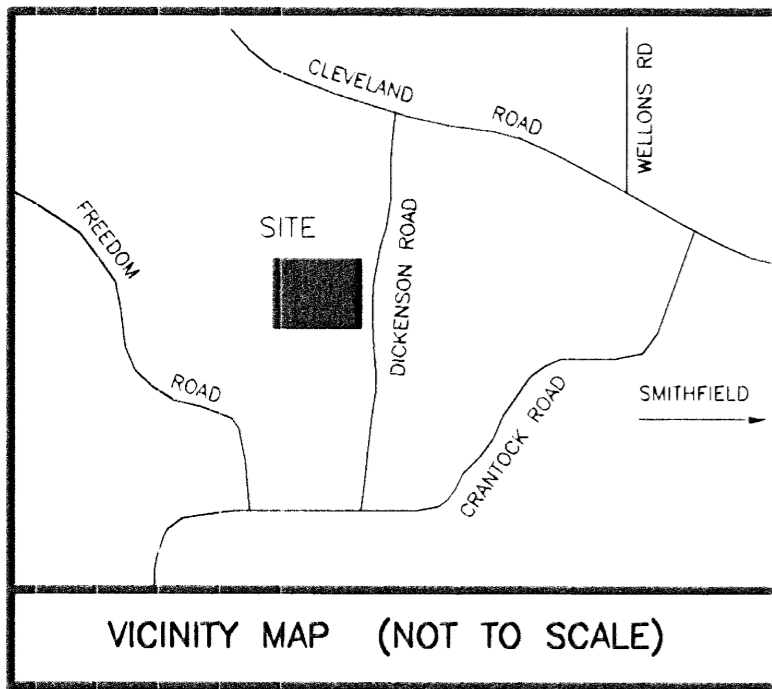 CLEVELAND ROAD
WELLONS RD
FREEDOM ROAD
SITE
DICKENSON ROAD
CRANTOCK ROAD
SMITHFIELD
VICINITY MAP (NOT TO SCALE)